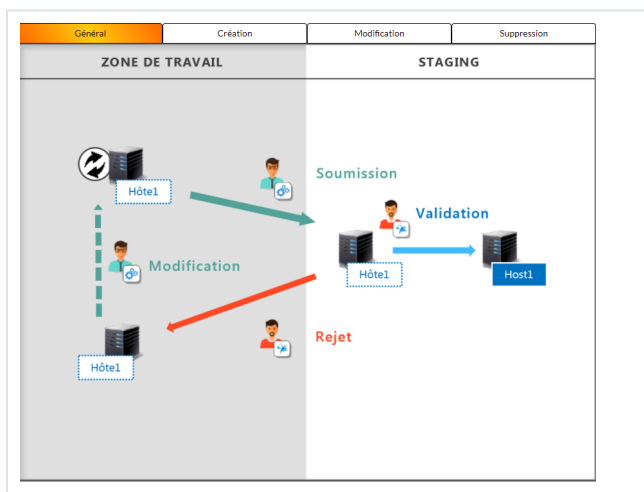 Général
Création
Modification
Suppression
ZONE DE TRAVAIL
STAGING
Hôte1
Soumission
Validation
Modification
Hôte1
Host1
Rejet
Hôte1